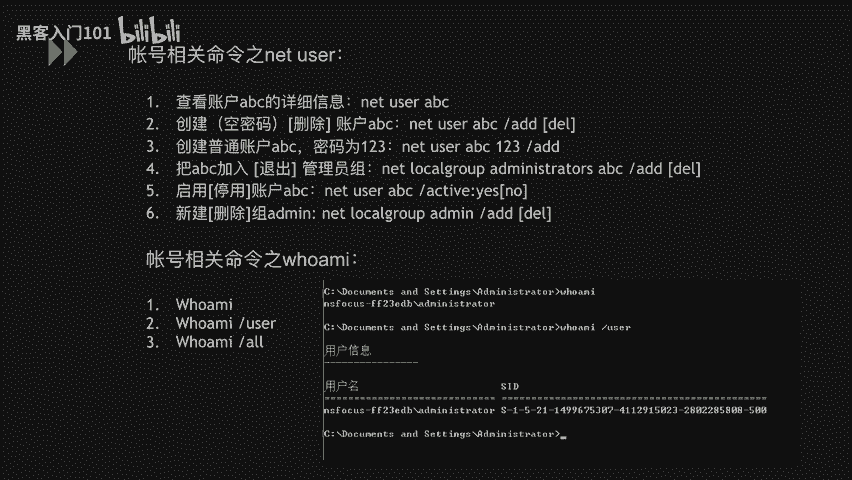 黑客入门101 bilibili
帐号相关命令之net user：
1. 查看账户abc的详细信息：net user abc
2. 创建（空密码）[删除] 账户abc：net user abc /add [del]
3. 创建普通账户abc，密码为123：net user abc 123 /add
4. 把abc加入 [退出] 管理员组：net localgroup administrators abc /add [del]
5. 启用[停用]账户abc：net user abc /active:yes[no]
6. 新建[删除]组admin: net localgroup admin /add [del]
帐号相关命令之whoami：
1. Whoami
2. Whoami /user
3. Whoami /all
C:\Documents and Settings\Administrator>whoami
nsfocus-ff23edb\administrator
C:\Documents and Settings\Administrator>whoami /user
用户信息
----------------
用户名 SID
============================= ============================================
nsfocus-ff23edb\administrator S-1-5-21-1499675307-4112915023-2802285808-500
C:\Documents and Settings\Administrator>_